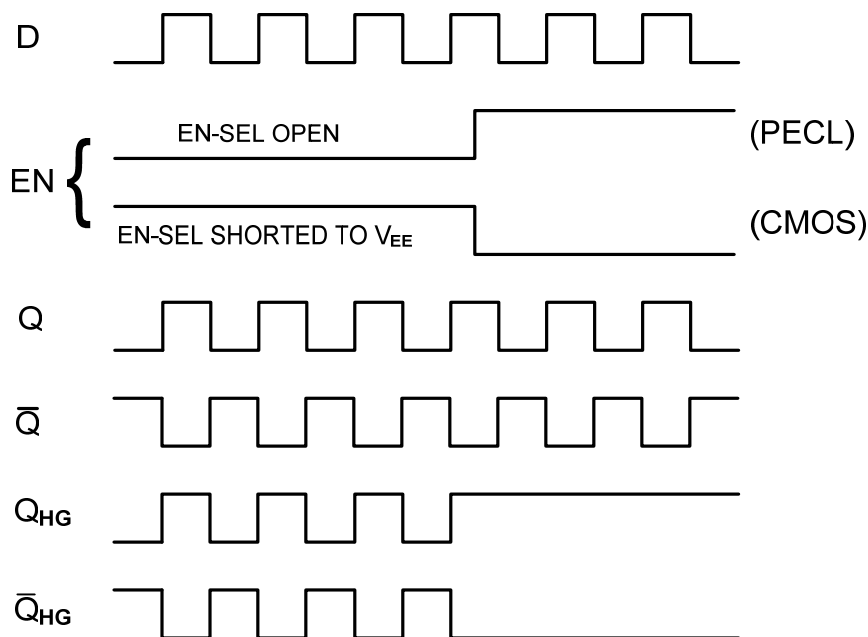 D
EN-SEL OPEN
(PECL)
EN {
EN-SEL SHORTED TO VEE
(CMOS)
Q
Q̅
QHG
Q̅HG